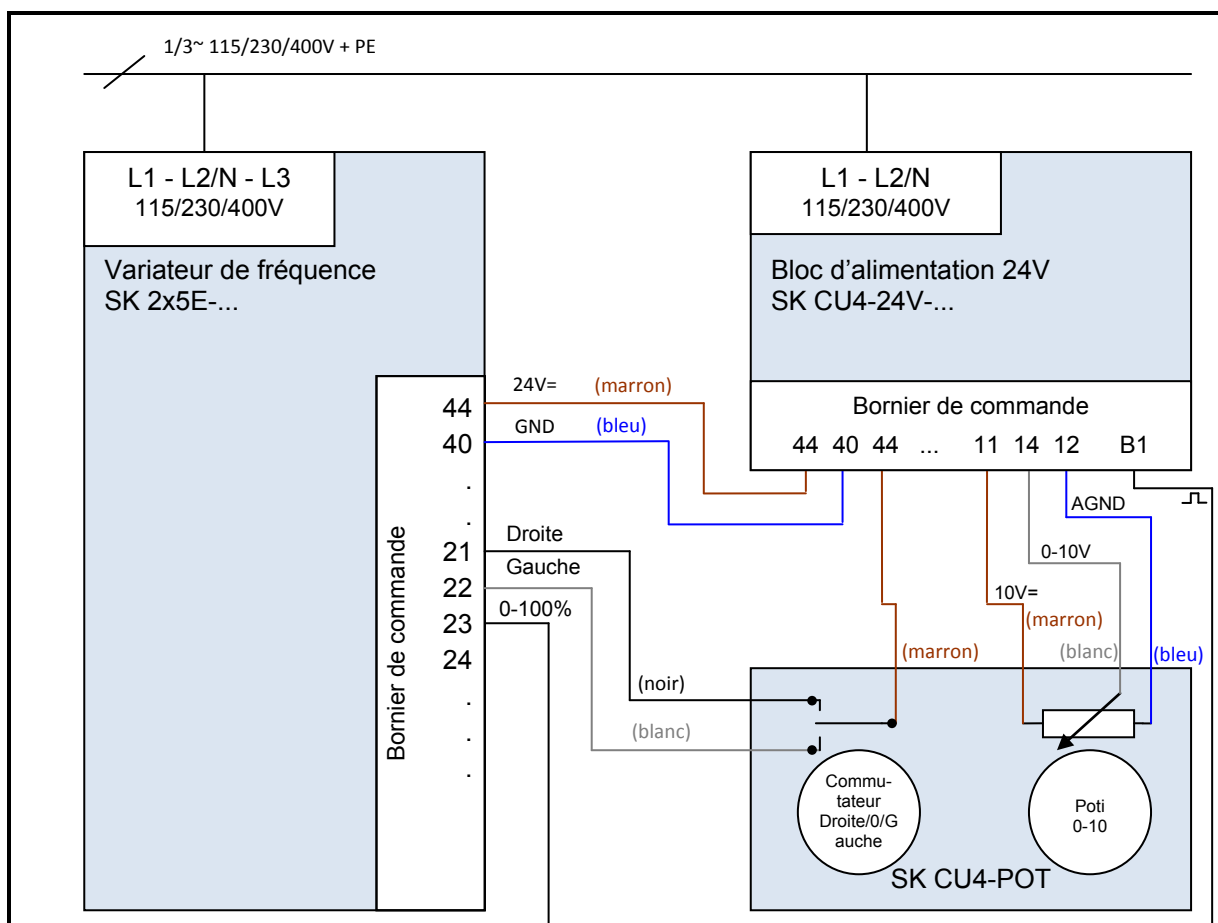 1/3~ 115/230/400V + PE
L1 - L2/N - L3
115/230/400V
Variateur de fréquence
SK 2x5E-...
L1 - L2/N
115/230/400V
Bloc d'alimentation 24V
SK CU4-24V-...
Bornier de commande
44 40 44 ... 11 14 12 B1
24V= (marron)
GND (bleu)
44
40
.
.
21
22
23
24
.
.
.
Bornier de commande
Droite
Gauche
0-100%
AGND
0-10V
10V=
(marron)
(marron)
(blanc)
(bleu)
(noir)
(blanc)
Commu-
tateur
Droite/0/G
auche
Poti
0-10
SK CU4-POT